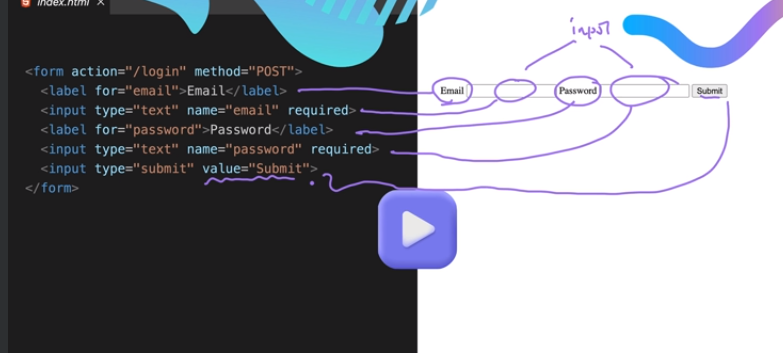 index.html ×
input
<form action="/login" method="POST">
<label for="email">Email</label>
<input type="text" name="email" required>
<label for="password">Password</label>
<input type="text" name="password" required>
<input type="submit" value="Submit">
</form>
Email Password Submit